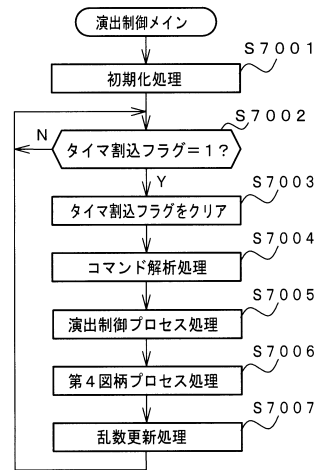 演出制御メイン
S7001
初期化処理
S7002
N
タイマ割込フラグ=1?
Y
S7003
タイマ割込フラグをクリア
S7004
コマンド解析処理
S7005
演出制御プロセス処理
S7006
第4図柄プロセス処理
S7007
乱数更新処理